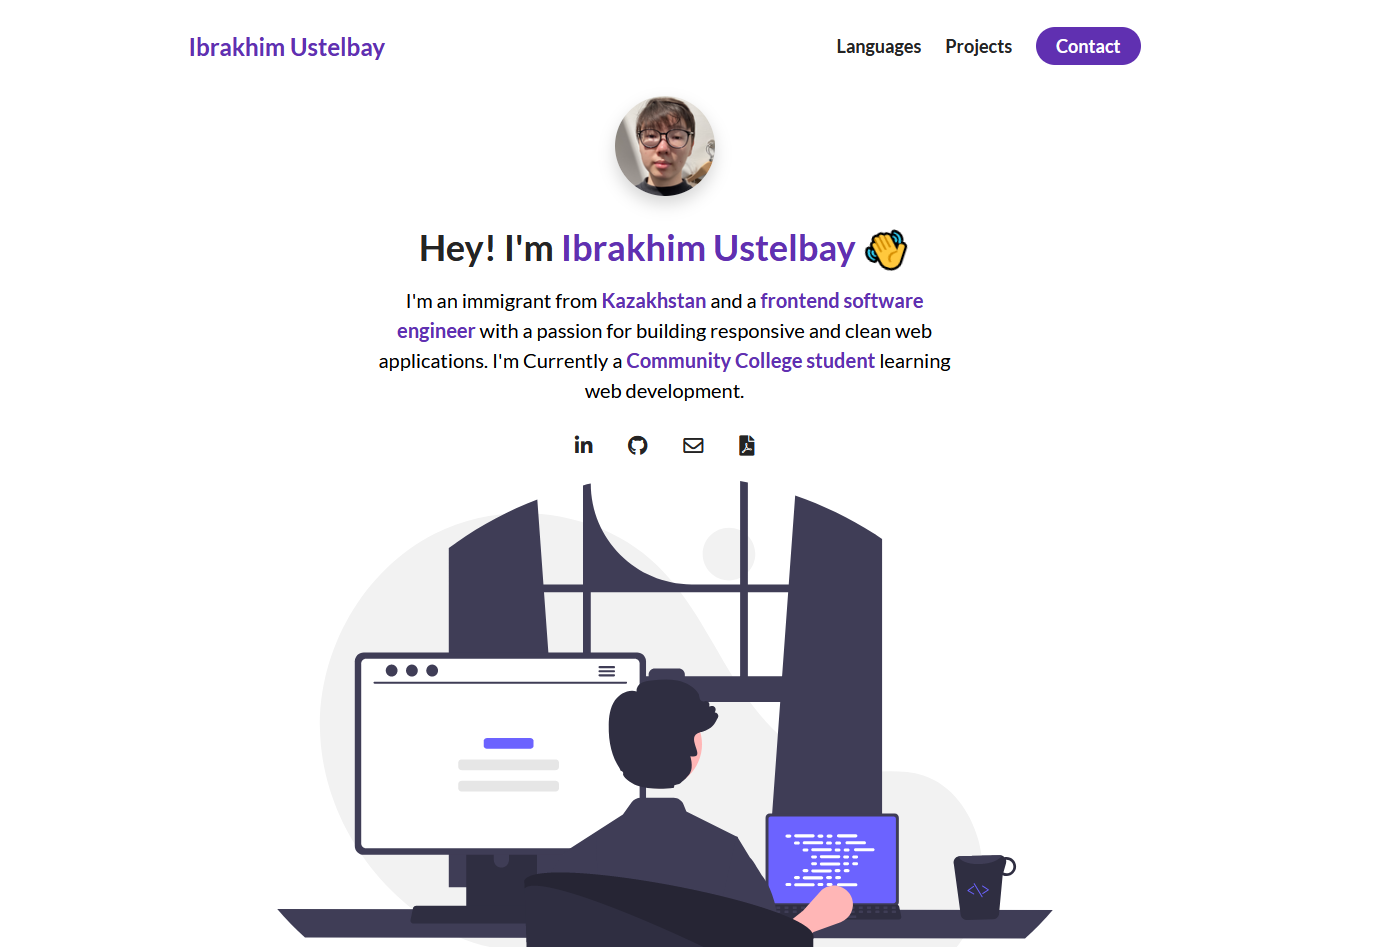 Ibrakhim Ustelbay
Languages Projects Contact
Hey! I'm Ibrakhim Ustelbay 👋
I'm an immigrant from Kazakhstan and a frontend software
engineer with a passion for building responsive and clean web
applications. I'm Currently a Community College student learning
web development.
in
<\>